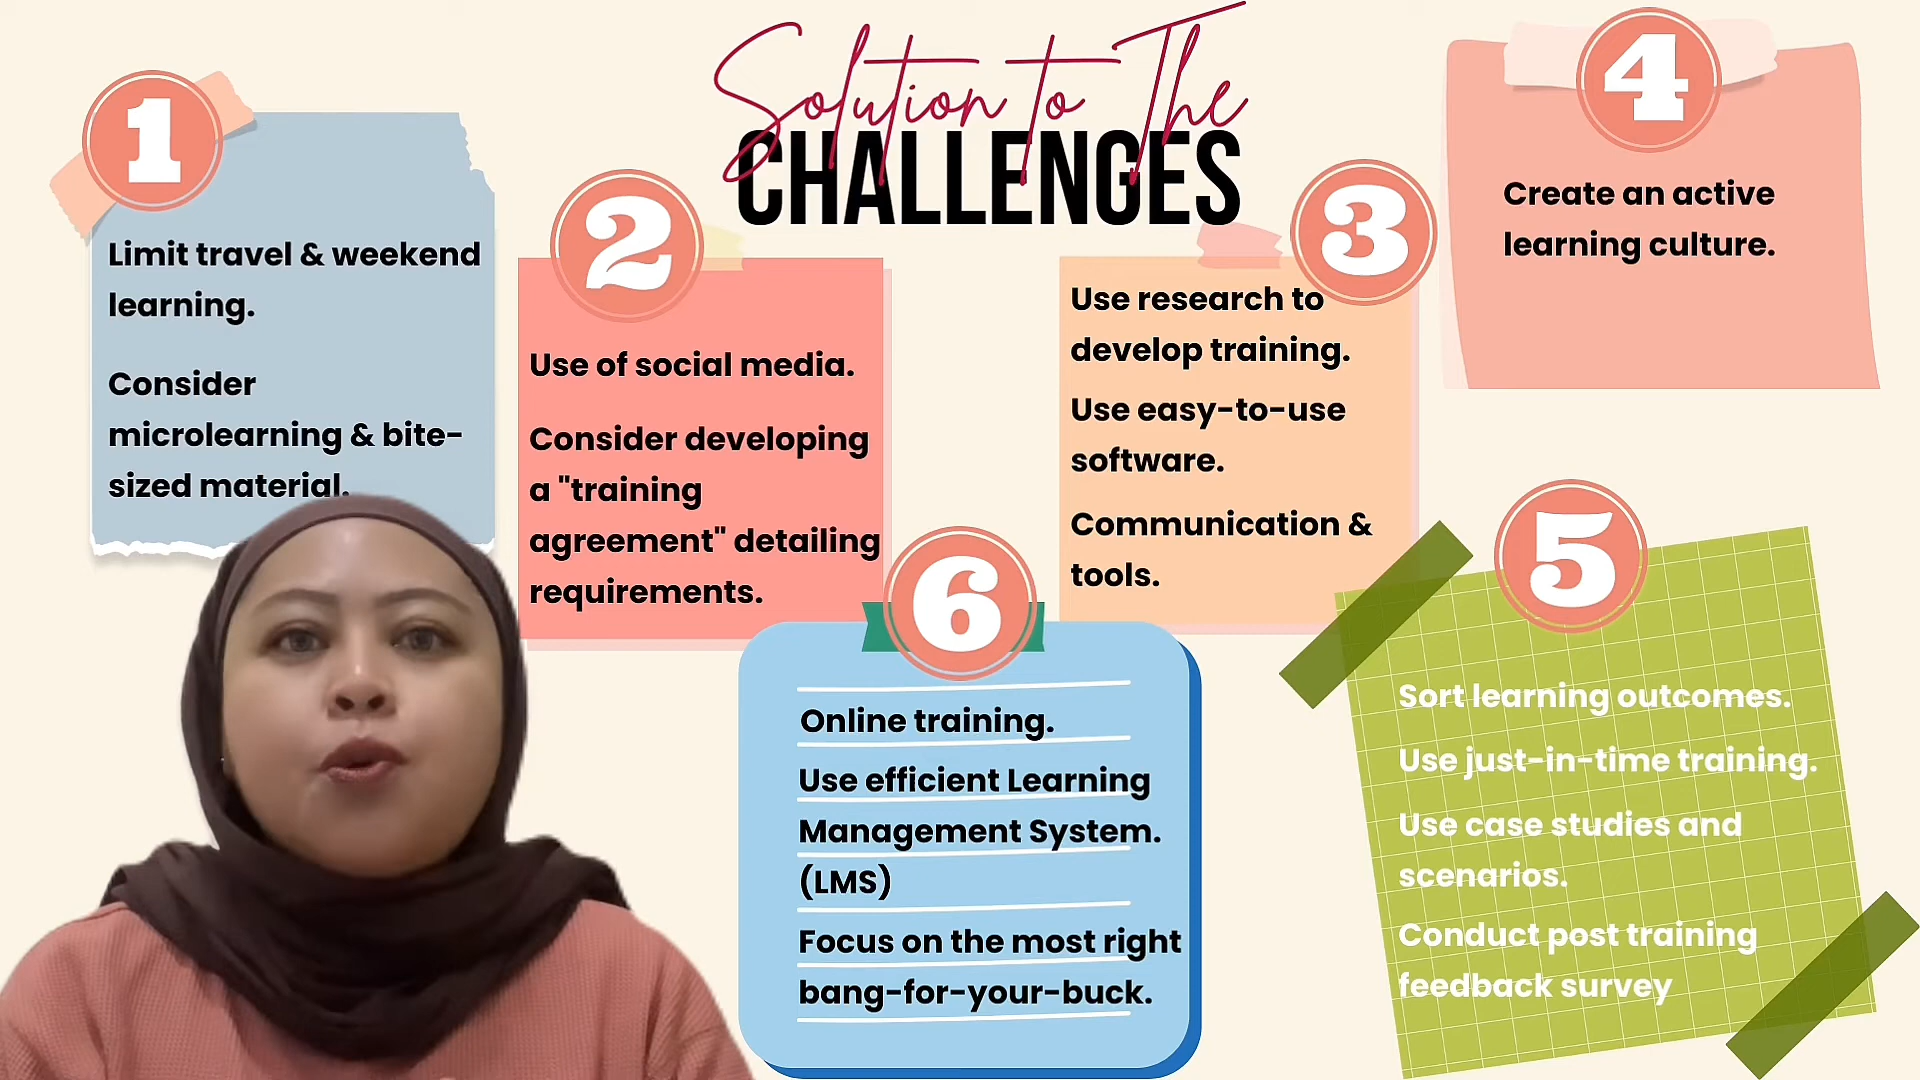 Solution to The
CHALLENGES
1
Limit travel & weekend
learning.
Consider
microlearning & bite-
sized material.
2
Use of social media.
Consider developing
a "training
agreement" detailing
requirements.
3
Use research to
develop training.
Use easy-to-use
software.
Communication &
tools.
4
Create an active
learning culture.
5
Sort learning outcomes.
Use just-in-time training.
Use case studies and
scenarios.
Conduct post training
feedback survey
6
Online training.
Use efficient Learning
Management System.
(LMS)
Focus on the most right
bang-for-your-buck.